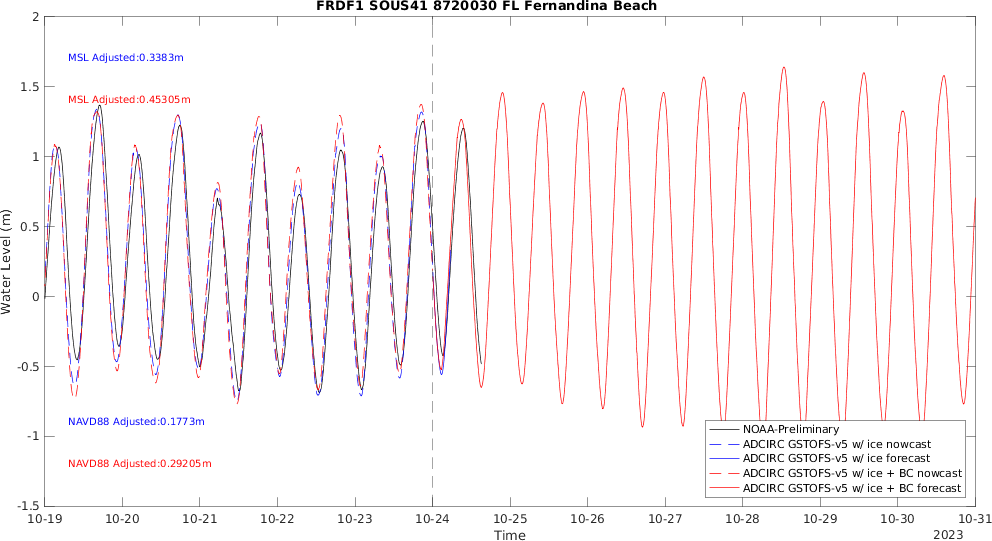 FRDF1 SOUS41 8720030 FL Fernandina Beach
2
1.5
1
0.5
0
-0.5
-1
-1.5
Water Level (m)
MSL Adjusted:0.3383m
MSL Adjusted:0.45305m
NAVD88 Adjusted:0.1773m
NAVD88 Adjusted:0.29205m
NOAA-Preliminary
ADCIRC GSTOFS-v5 w/ ice nowcast
ADCIRC GSTOFS-v5 w/ ice forecast
ADCIRC GSTOFS-v5 w/ ice + BC nowcast
ADCIRC GSTOFS-v5 w/ ice + BC forecast
10-19 10-20 10-21 10-22 10-23 10-24 10-25 10-26 10-27 10-28 10-29 10-30 10-31
Time
2023